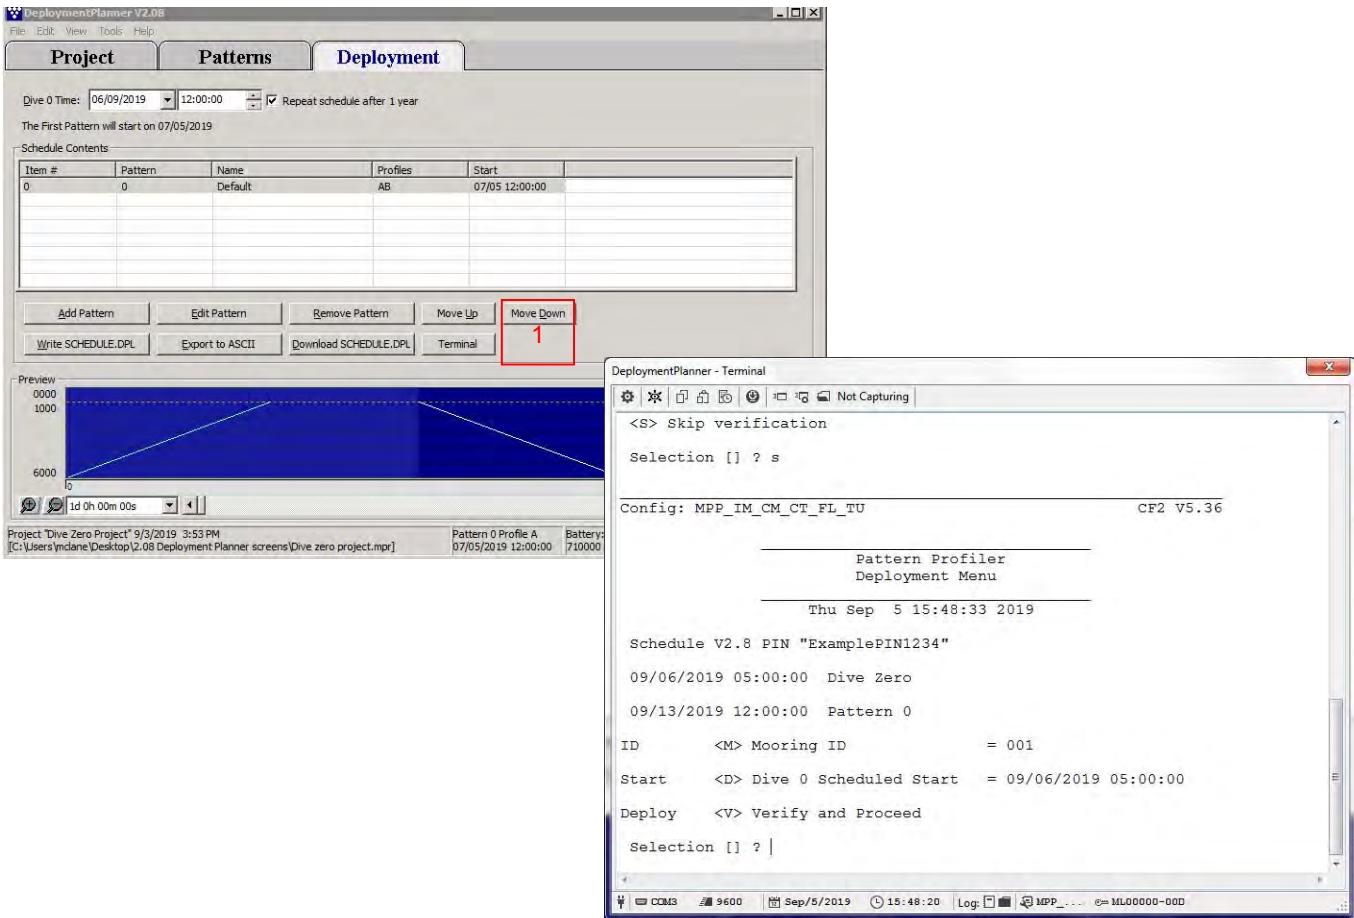 DeploymentPlanner V2.08
File Edit View Tools Help
Project Patterns Deployment
Dive 0 Time: 06/09/2019 12:00:00 Repeat schedule after 1 year
The First Pattern will start on 07/05/2019
Schedule Contents
Item # Pattern Name Profiles Start
0 0 Default AB 07/05 12:00:00
Add Pattern Edit Pattern Remove Pattern Move Up Move Down
1
Write SCHEDULE.DPL Export to ASCII Download SCHEDULE.DPL Terminal
Preview
0000
1000
6000
0
1d 0h 00m 00s
Project "Dive Zero Project" 9/3/2019 3:53 PM Pattern 0 Profile A Battery:
[C:\Users\mclane\Desktop\2.08 Deployment Planner screens\Dive zero project.mpr] 07/05/2019 12:00:00 710000
DeploymentPlanner - Terminal
Not Capturing
<S> Skip verification
Selection [] ? s
Config: MPP_IM_CM_CT_FL_TU CF2 V5.36
Pattern Profiler
Deployment Menu
Thu Sep 5 15:48:33 2019
Schedule V2.8 PIN "ExamplePIN1234"
09/06/2019 05:00:00 Dive Zero
09/13/2019 12:00:00 Pattern 0
ID <M> Mooring ID = 001
Start <D> Dive 0 Scheduled Start = 09/06/2019 05:00:00
Deploy <V> Verify and Proceed
Selection [] ? |
COM3 9600 Sep/5/2019 15:48:20 Log: MPP_... ML00000-00D